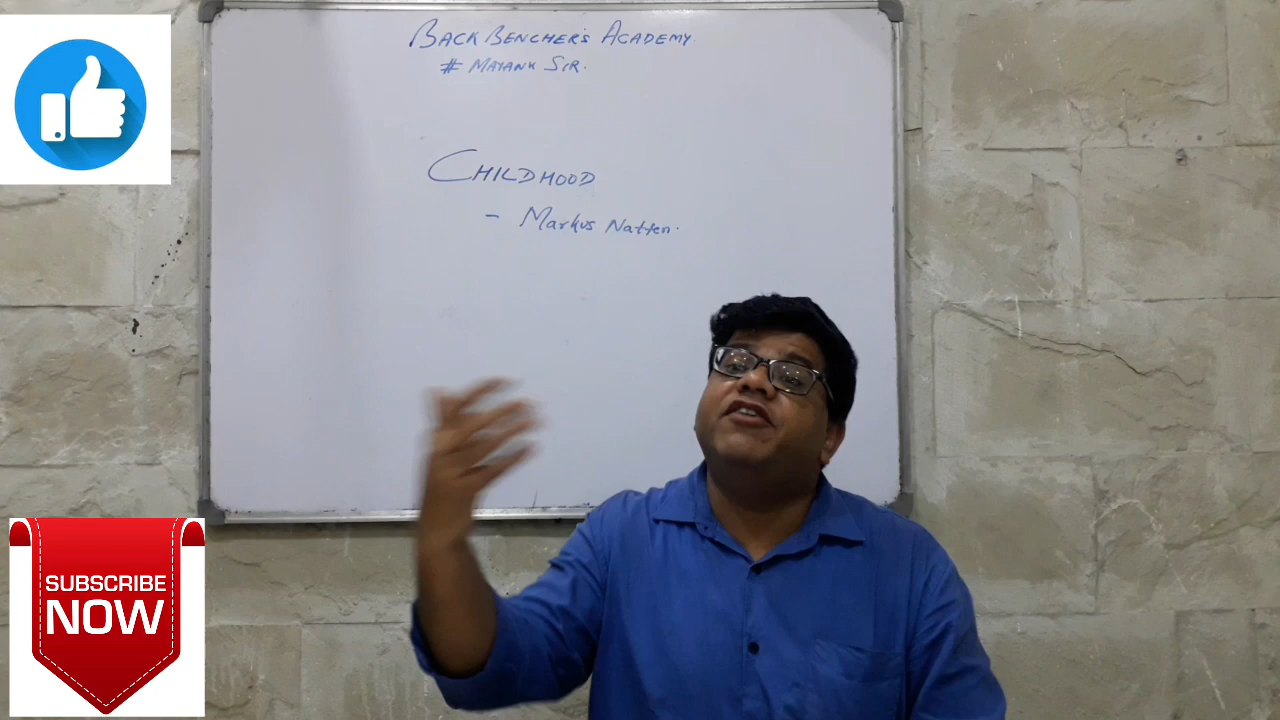 BACK BENCHER'S ACADEMY.
# MAYANK SIR.
CHILDHOOD
- Markus Natten.
SUBSCRIBE
NOW